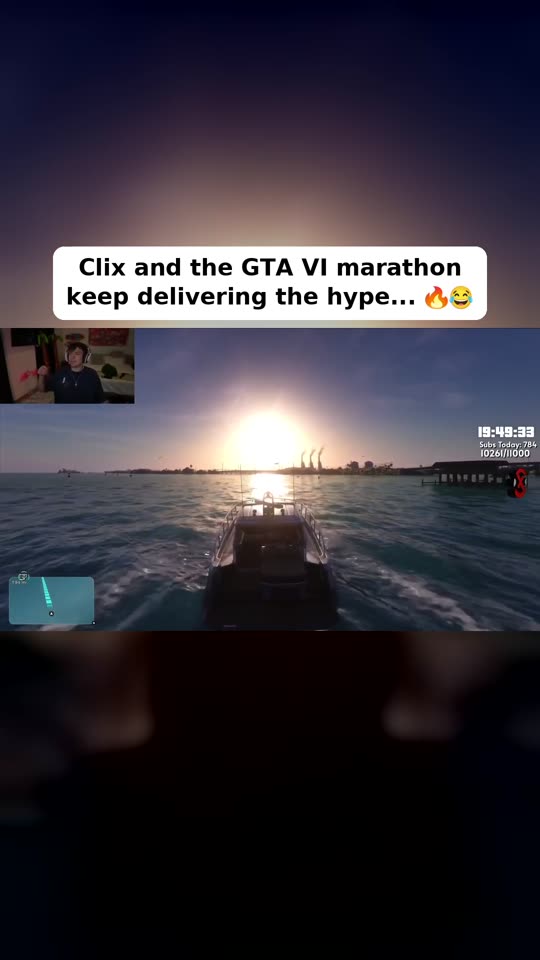 Clix and the GTA VI marathon
keep delivering the hype... 🔥😂
19:49:33
Subs Today: 784
10261/11000